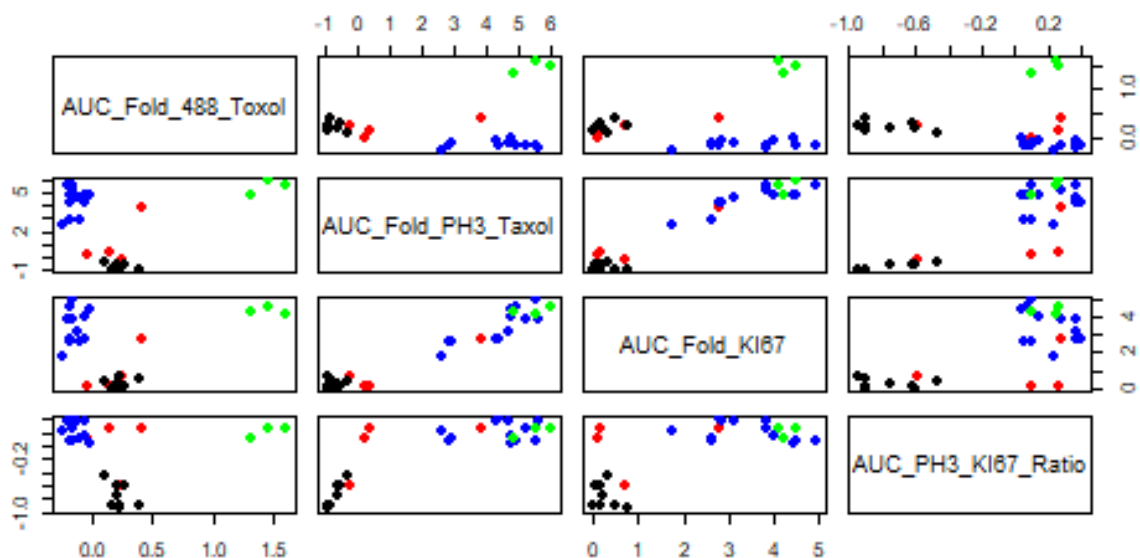 -1 0 1 2 3 4 5 6
-1.0 -0.6 -0.2 0.2
AUC_Fold_488_Toxol
0.0 1.0
-1 2 5
AUC_Fold_PH3_Taxol
AUC_Fold_KI67
0 2 4
-1.0 -0.2
AUC_PH3_KI67_Ratio
0.0 0.5 1.0 1.5
0 1 2 3 4 5